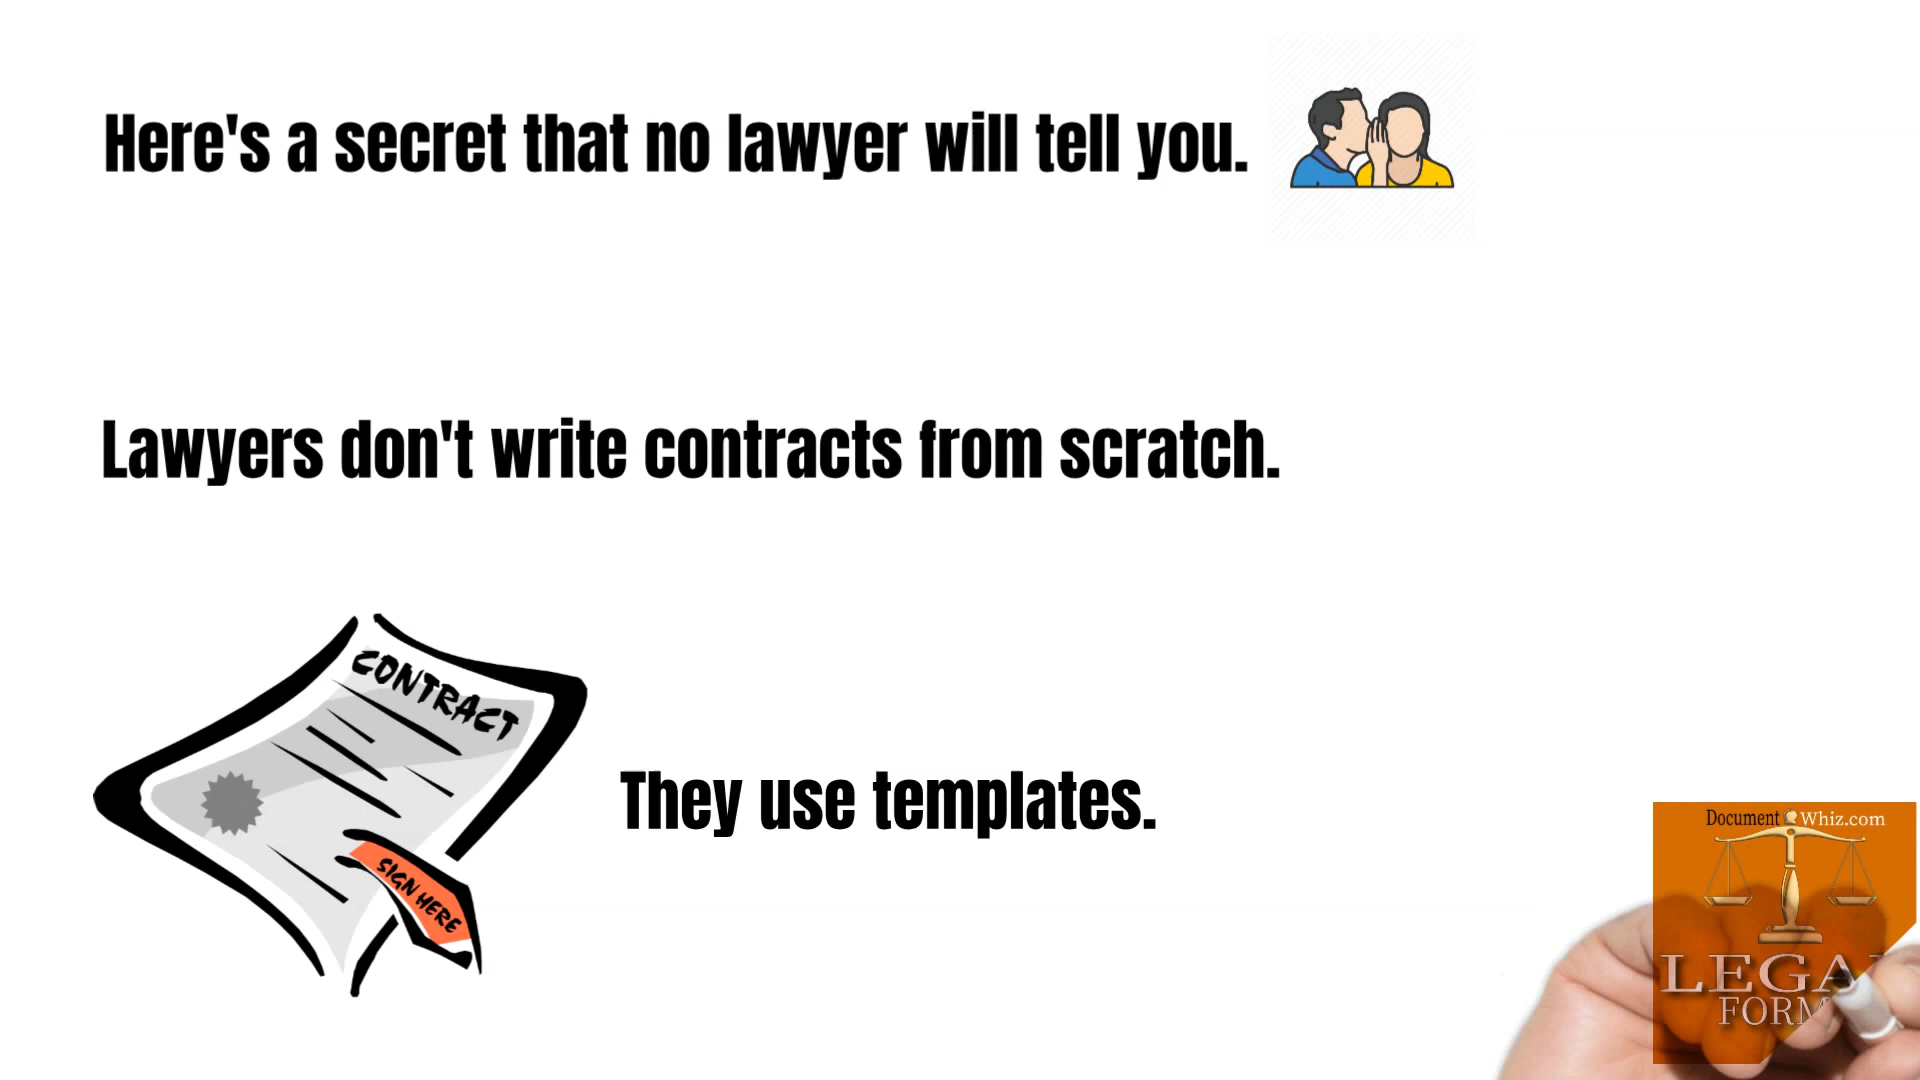 Here's a secret that no lawyer will tell you.
Lawyers don't write contracts from scratch.
CONTRACT
SIGN HERE
They use templates.
Document Whiz.com